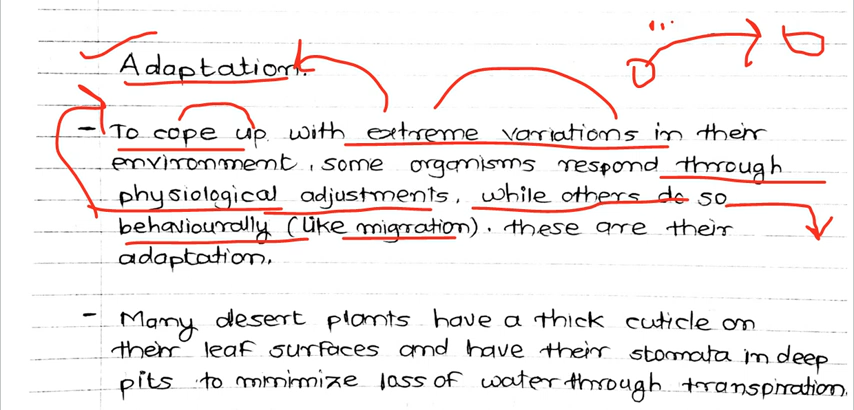 Adaptation.
- To cope up with extreme variations in their
environment, some organisms respond through
physiological adjustments, while others do so
behaviourally (like migration). these are their
adaptation.
- Many desert plants have a thick cuticle on
their leaf surfaces and have their stomata in deep
pits to minimize loss of water through transpiration.